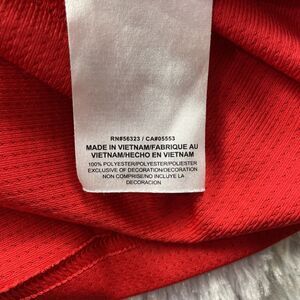 RN#56323 / CA#05553
MADE IN VIETNAM/FABRIQUE AU
VIETNAM/HECHO EN VIETNAM
100% POLYESTER/POLYESTER/POLIESTER
EXCLUSIVE OF DECORATION/DECORATION
NON COMPRISE/NO INCLUYE LA
DECORACION